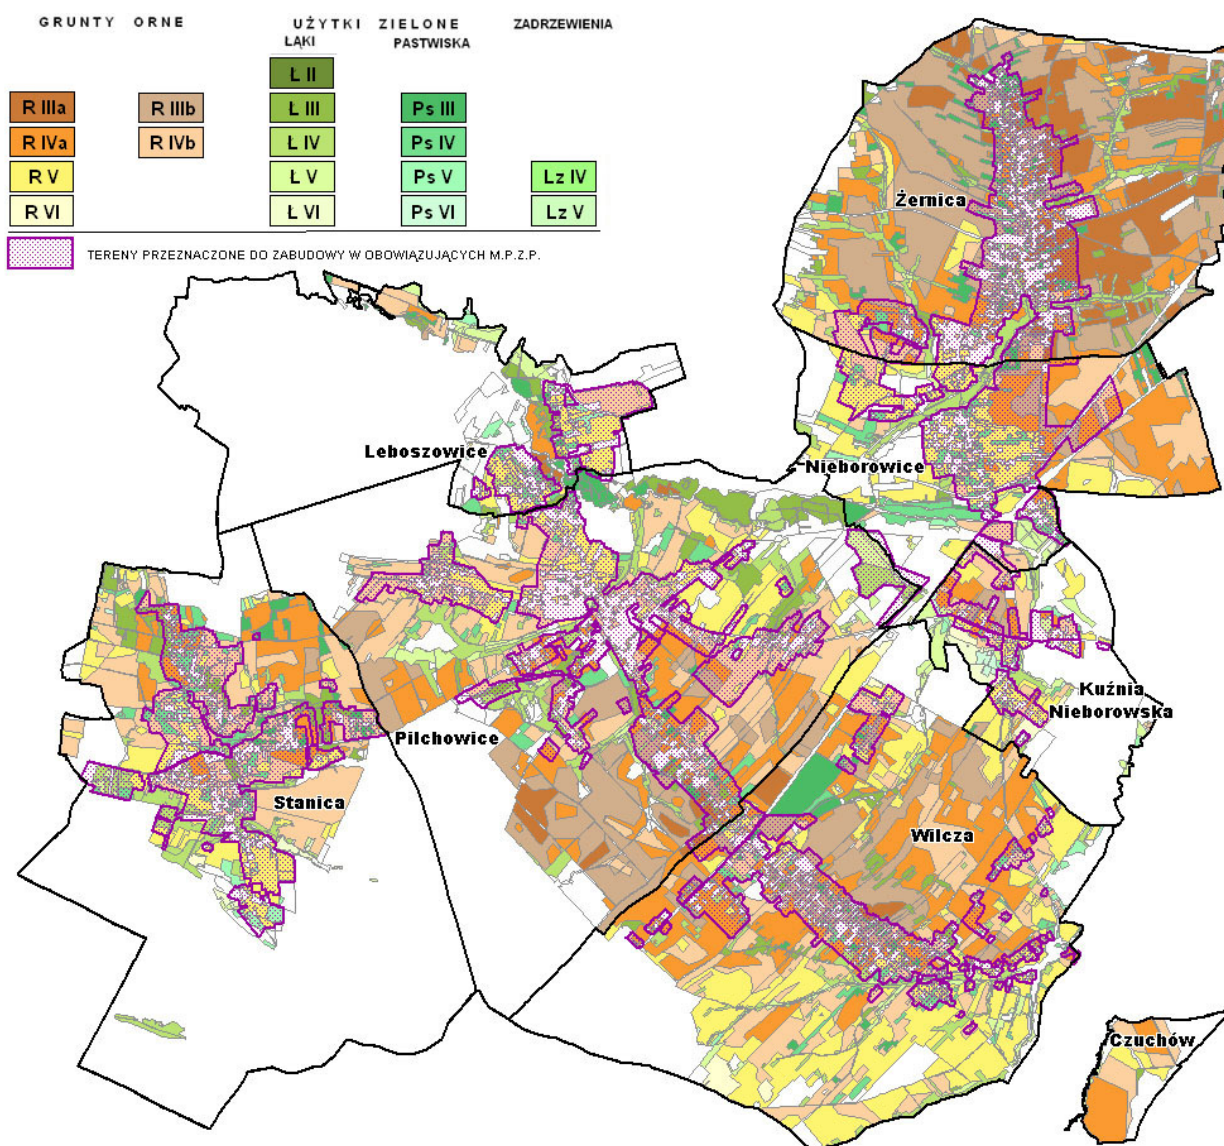 GRUNTY ORNE UŻYTKI ZIELONE ZADRZEWIENIA
ŁĄKI PASTWISKA
Ł II
R IIIa R IIIb Ł III Ps III
R IVa R IVb Ł IV Ps IV
R V Ł V Ps V Lz IV
R VI Ł VI Ps VI Lz V
TERENY PRZEZNACZONE DO ZABUDOWY W OBOWIĄZUJĄCYCH M.P.Z.P.
Żernica
Leboszowice
Nieborowice
Kuźnia
Nieborowska
Pilchowice
Stanica
Wilcza
Czuchów